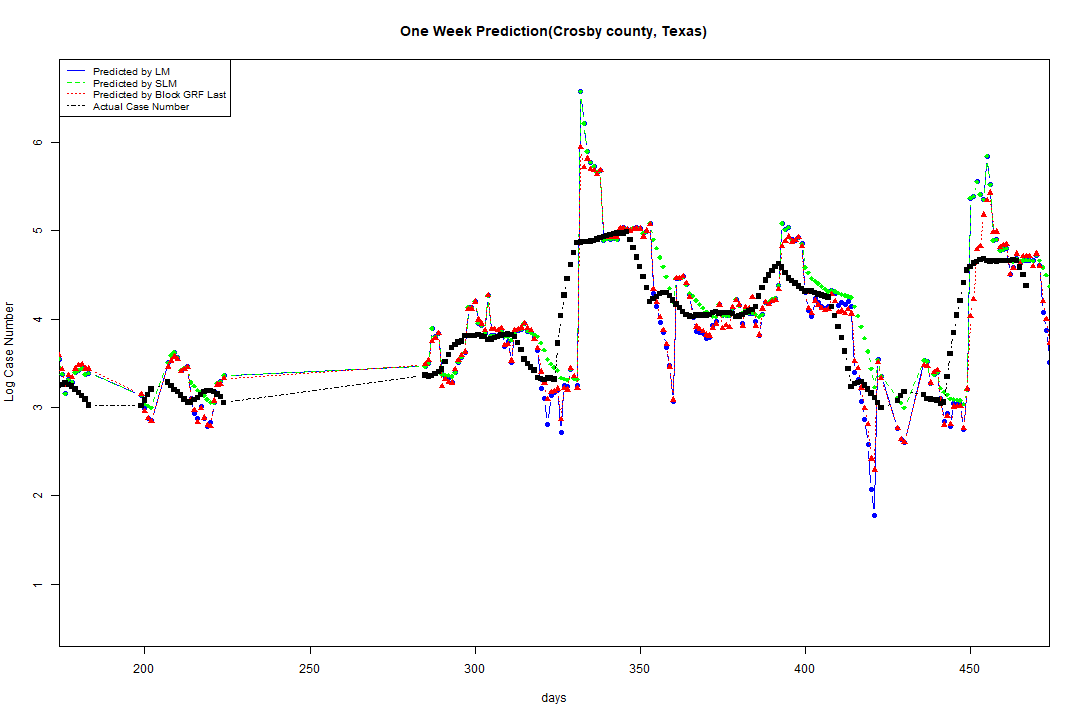 One Week Prediction(Crosby county, Texas)
Predicted by LM
Predicted by SLM
Predicted by Block GRF Last
Actual Case Number
Log Case Number
6
5
4
3
2
1
200 250 300 350 400 450
days